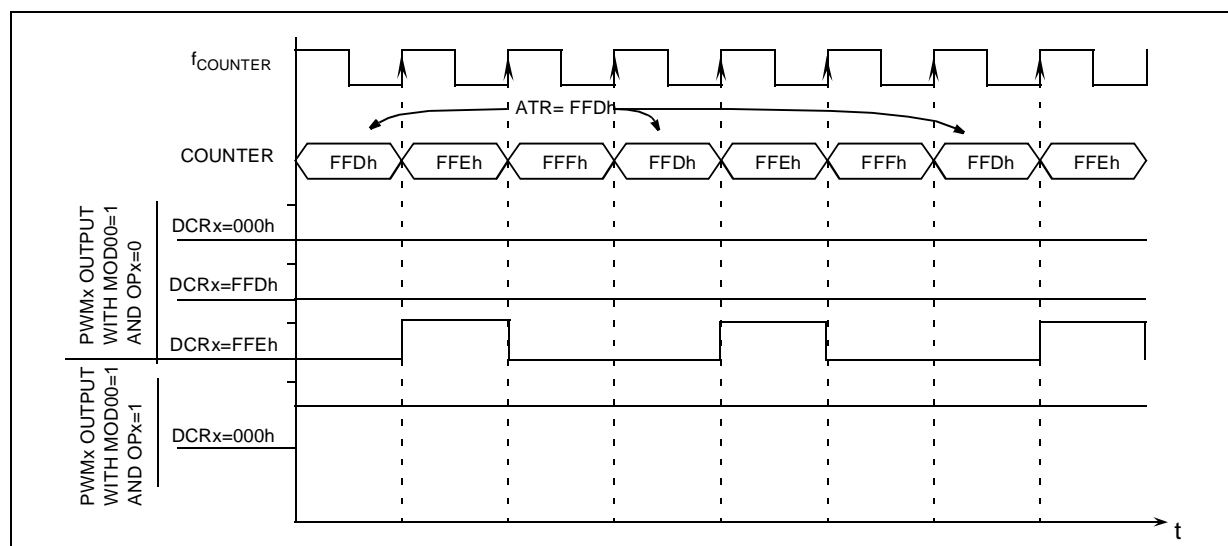 fCOUNTER
ATR= FFDh
COUNTER
FFDh FFEh FFFh FFDh FFEh FFFh FFDh FFEh
PWMx OUTPUT
WITH MOD00=1
AND OPx=0
DCRx=000h
DCRx=FFDh
DCRx=FFEh
PWMx OUTPUT
WITH MOD00=1
AND OPx=1
DCRx=000h
t